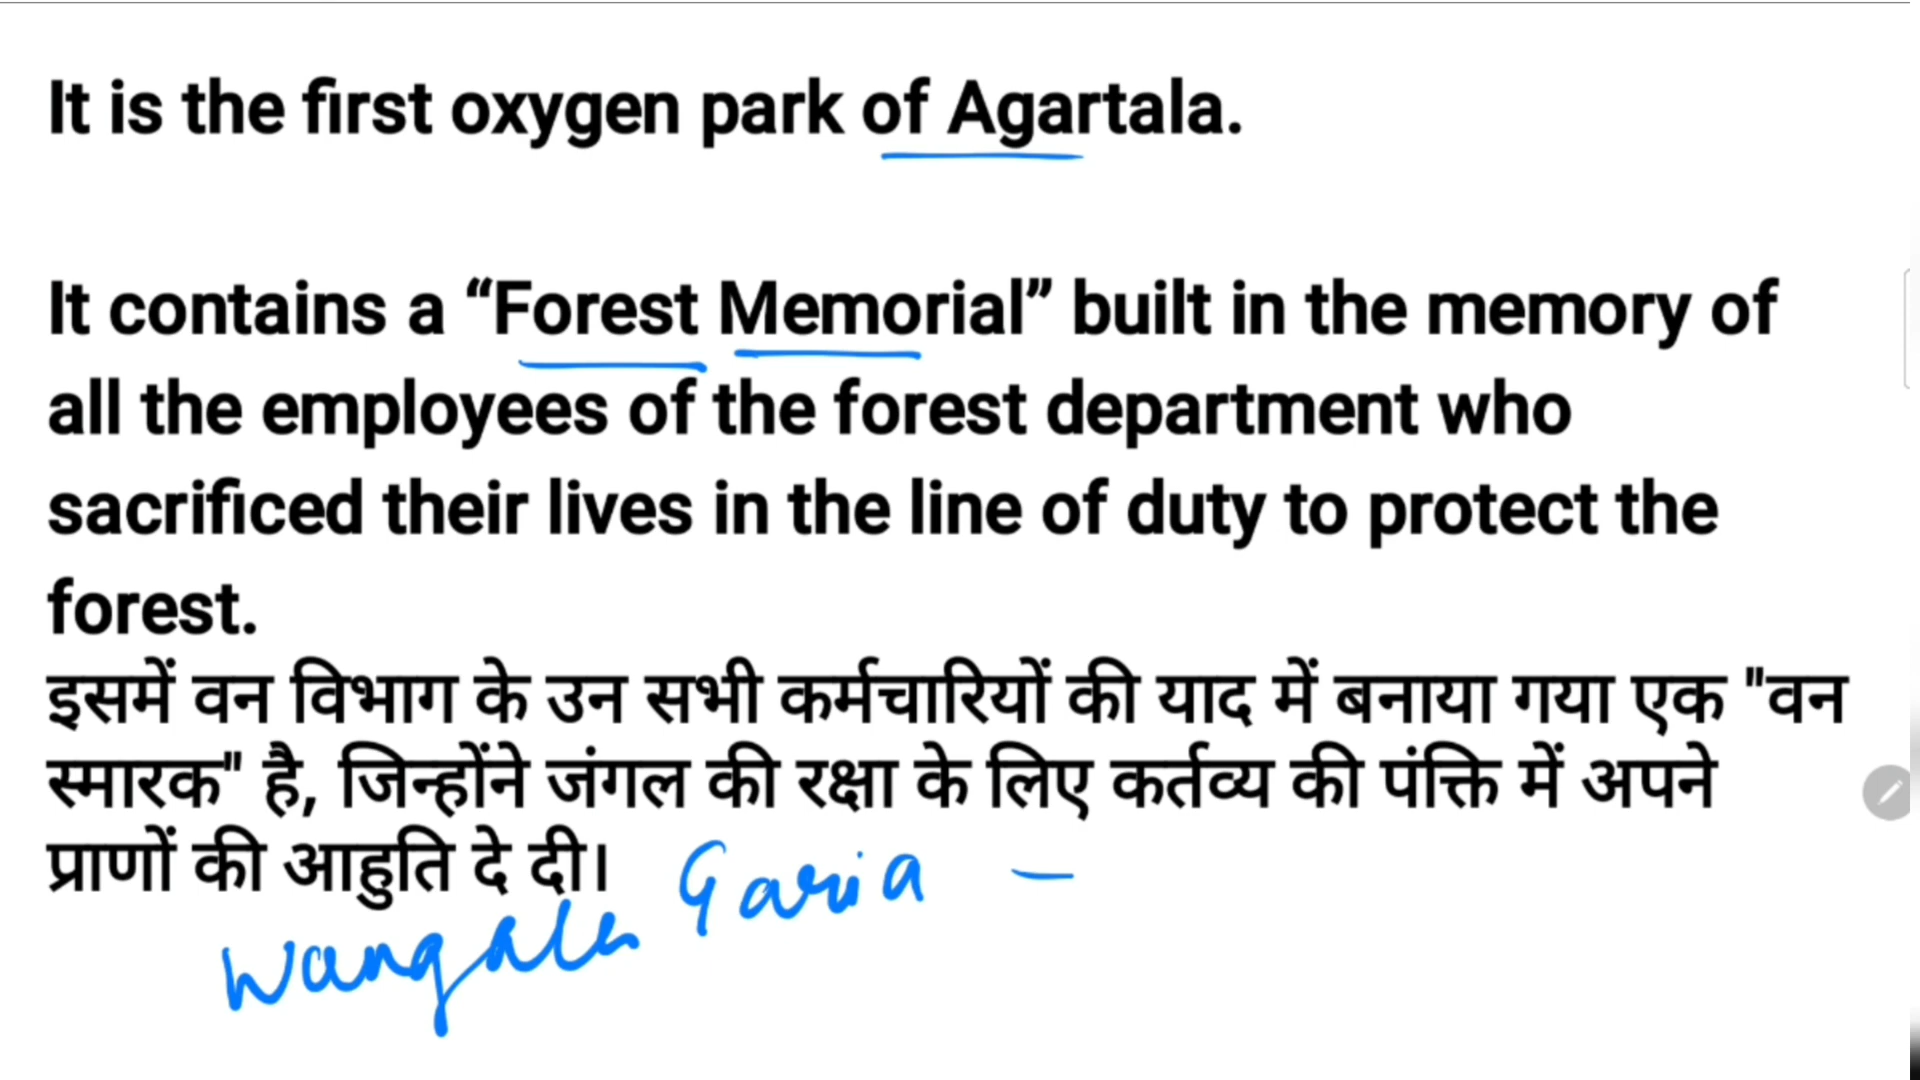 It is the first oxygen park of Agartala.
It contains a “Forest Memorial” built in the memory of
all the employees of the forest department who
sacrificed their lives in the line of duty to protect the
forest.
इसमें वन विभाग के उन सभी कर्मचारियों की याद में बनाया गया एक "वन
स्मारक" है, जिन्होंने जंगल की रक्षा के लिए कर्तव्य की पंक्ति में अपने
प्राणों की आहुति दे दी।
Garia –
Wangala